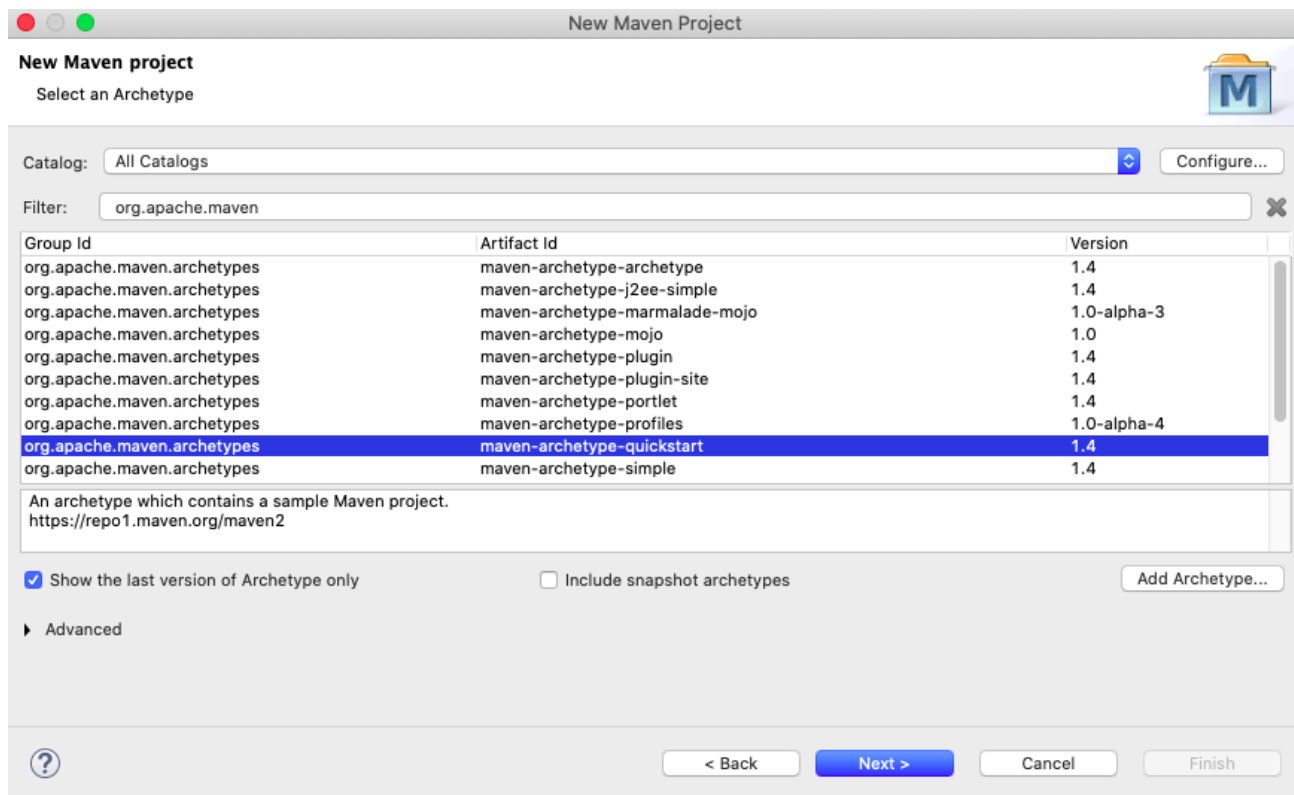 New Maven Project
New Maven project
Select an Archetype
M
Catalog: All Catalogs Configure...
Filter: org.apache.maven
Group Id Artifact Id Version
org.apache.maven.archetypes maven-archetype-archetype 1.4
org.apache.maven.archetypes maven-archetype-j2ee-simple 1.4
org.apache.maven.archetypes maven-archetype-marmalade-mojo 1.0-alpha-3
org.apache.maven.archetypes maven-archetype-mojo 1.0
org.apache.maven.archetypes maven-archetype-plugin 1.4
org.apache.maven.archetypes maven-archetype-plugin-site 1.4
org.apache.maven.archetypes maven-archetype-portlet 1.4
org.apache.maven.archetypes maven-archetype-profiles 1.0-alpha-4
org.apache.maven.archetypes maven-archetype-quickstart 1.4
org.apache.maven.archetypes maven-archetype-simple 1.4
An archetype which contains a sample Maven project.
https://repo1.maven.org/maven2
Show the last version of Archetype only Include snapshot archetypes Add Archetype...
Advanced
? < Back Next > Cancel Finish